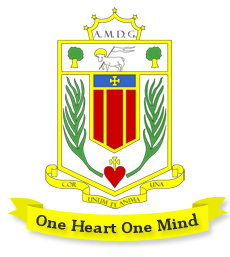 A. M. D. G.
COR UNA
UNUM ET ANIMA
One Heart One Mind